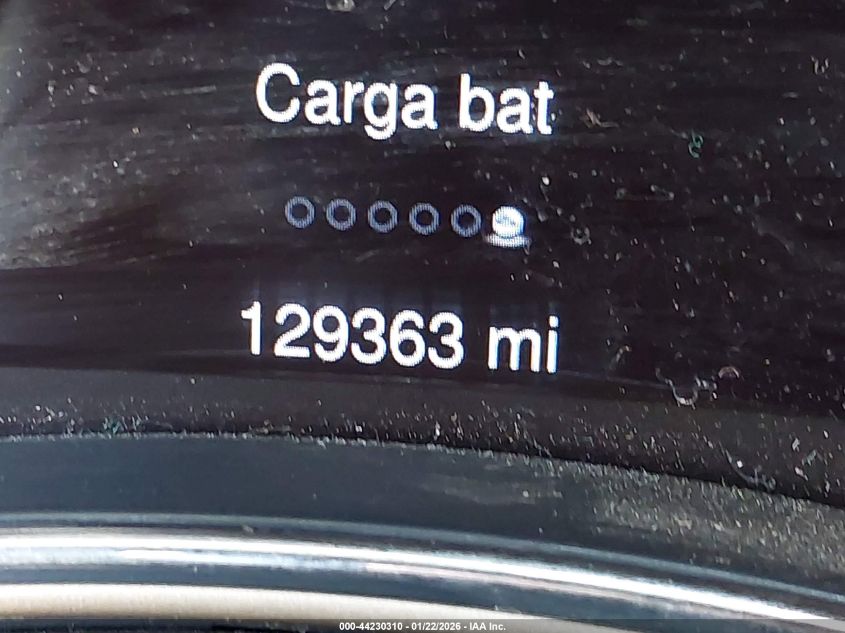 Carga bat
129363 mi
000-44230310 - 01/22/2026 - IAA Inc.